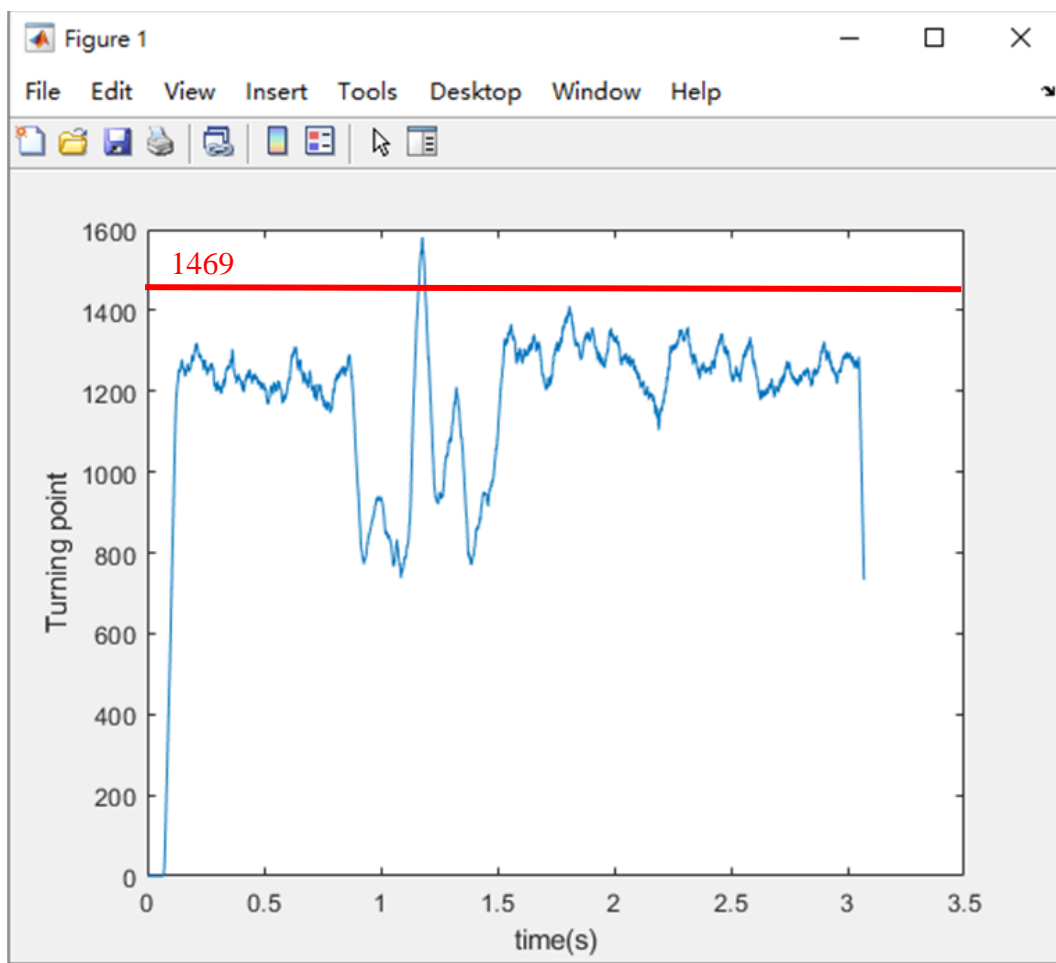 Figure 1
File Edit View Insert Tools Desktop Window Help
1600
1469
1400
1200
1000
800
600
400
200
0
Turning point
0 0.5 1 1.5 2 2.5 3 3.5
time(s)